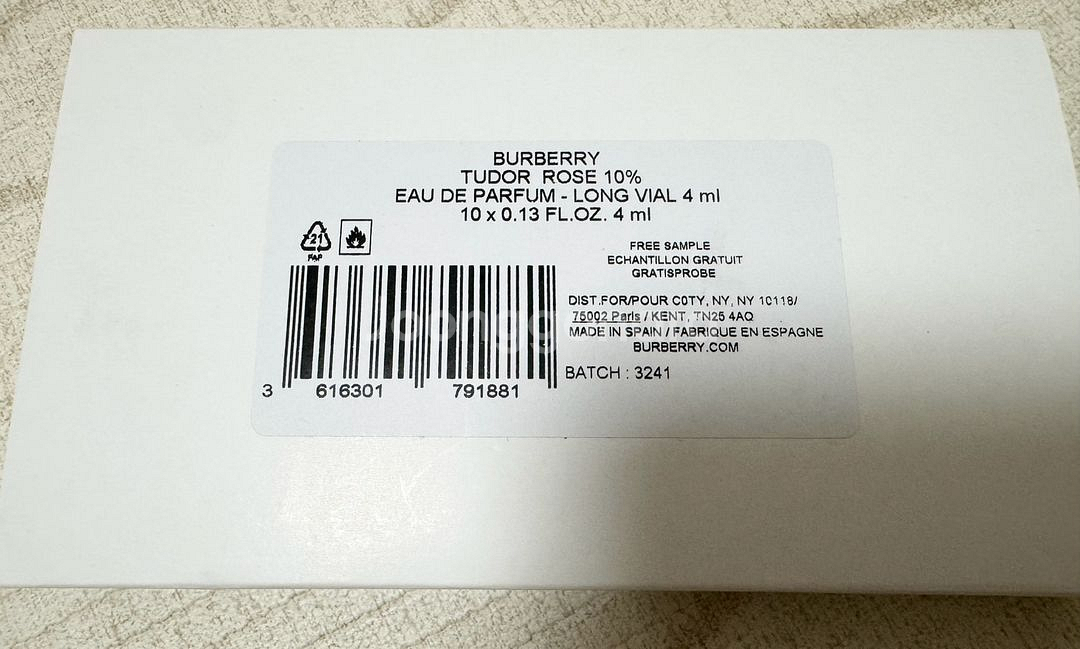 BURBERRY
TUDOR ROSE 10%
EAU DE PARFUM - LONG VIAL 4 ml
10 x 0.13 FL.OZ. 4 ml
21
PAP
FREE SAMPLE
ECHANTILLON GRATUIT
GRATISPROBE
DIST.FOR/POUR COTY, NY, NY 10118/
75002 Paris / KENT, TN25 4AQ
MADE IN SPAIN / FABRIQUE EN ESPAGNE
BURBERRY.COM
BATCH : 3241
3 616301 791881